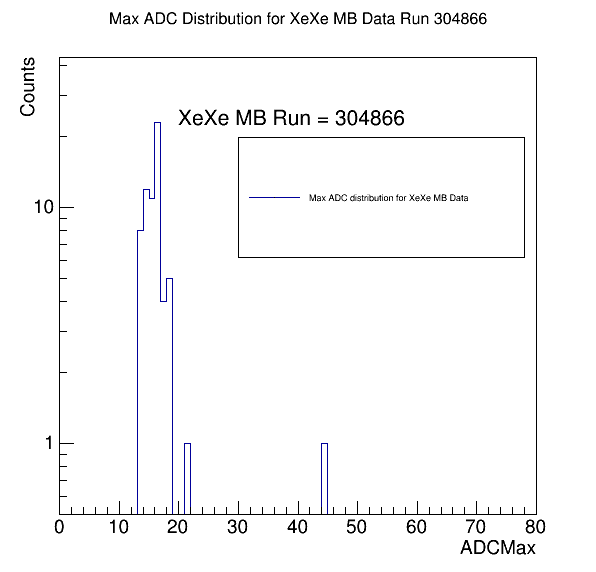 Max ADC Distribution for XeXe MB Data Run 304866
Counts
XeXe MB Run = 304866
Max ADC distribution for XeXe MB Data
10
1
0 10 20 30 40 50 60 70 80
ADCMax